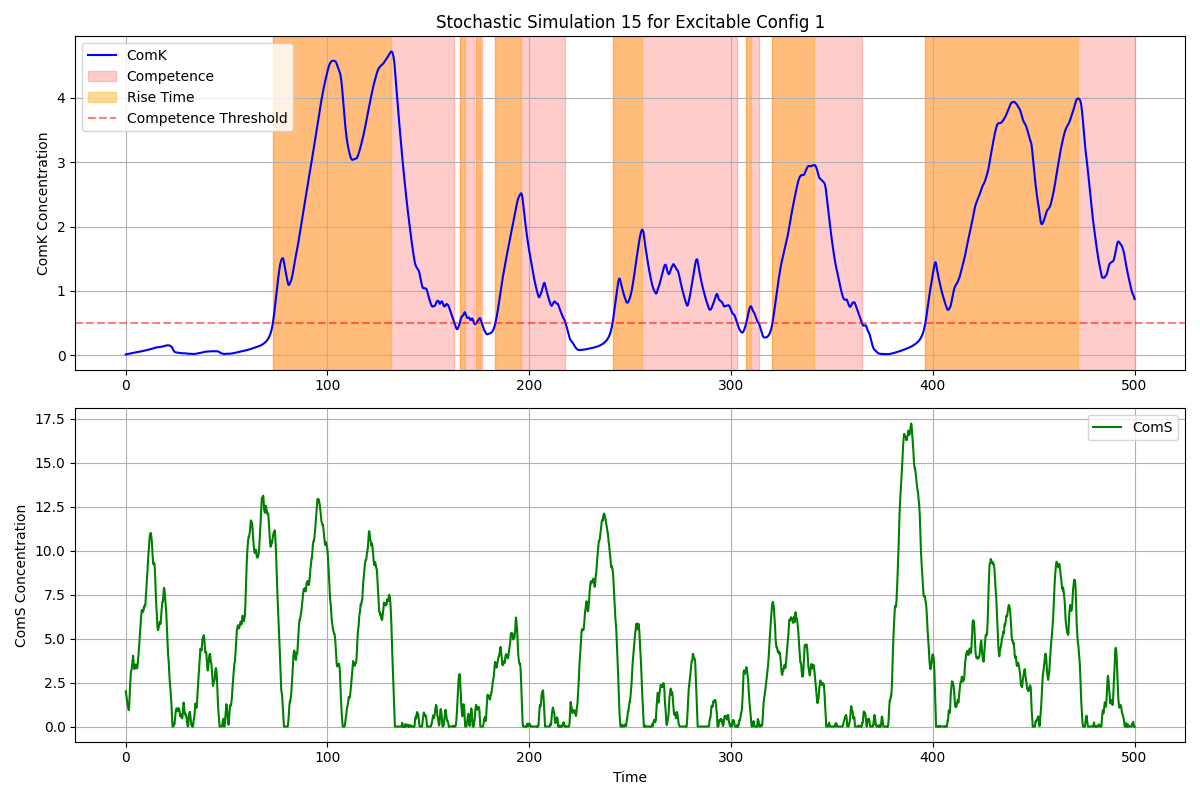 Stochastic Simulation 15 for Excitable Config 1
ComK Concentration
4
3
2
1
0
ComK
Competence
Rise Time
Competence Threshold
0 100 200 300 400 500
ComS Concentration
17.5
15.0
12.5
10.0
7.5
5.0
2.5
0.0
ComS
0 100 200 300 400 500
Time